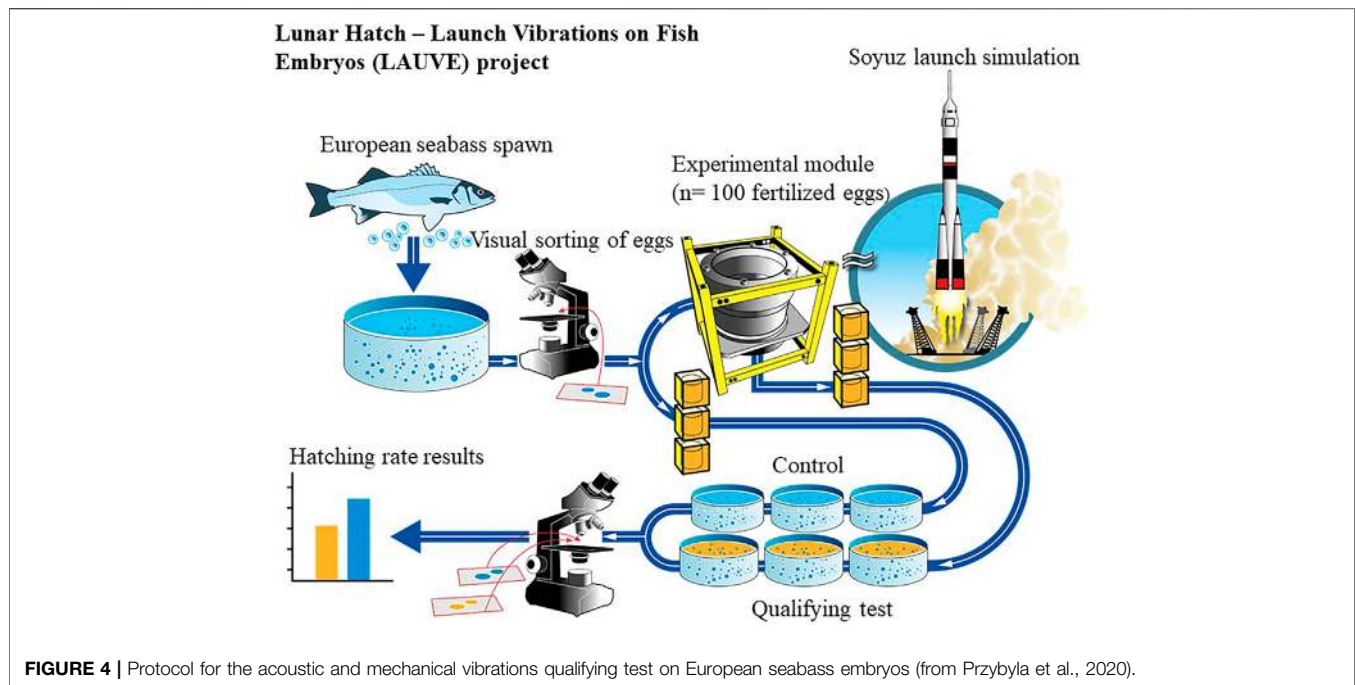 Lunar Hatch – Launch Vibrations on Fish
Embryos (LAUVE) project
Soyuz launch simulation
European seabass spawn
Experimental module
(n= 100 fertilized eggs)
Visual sorting of eggs
Hatching rate results
Control
Qualifying test
FIGURE 4 | Protocol for the acoustic and mechanical vibrations qualifying test on European seabass embryos (from Przybyla et al., 2020).